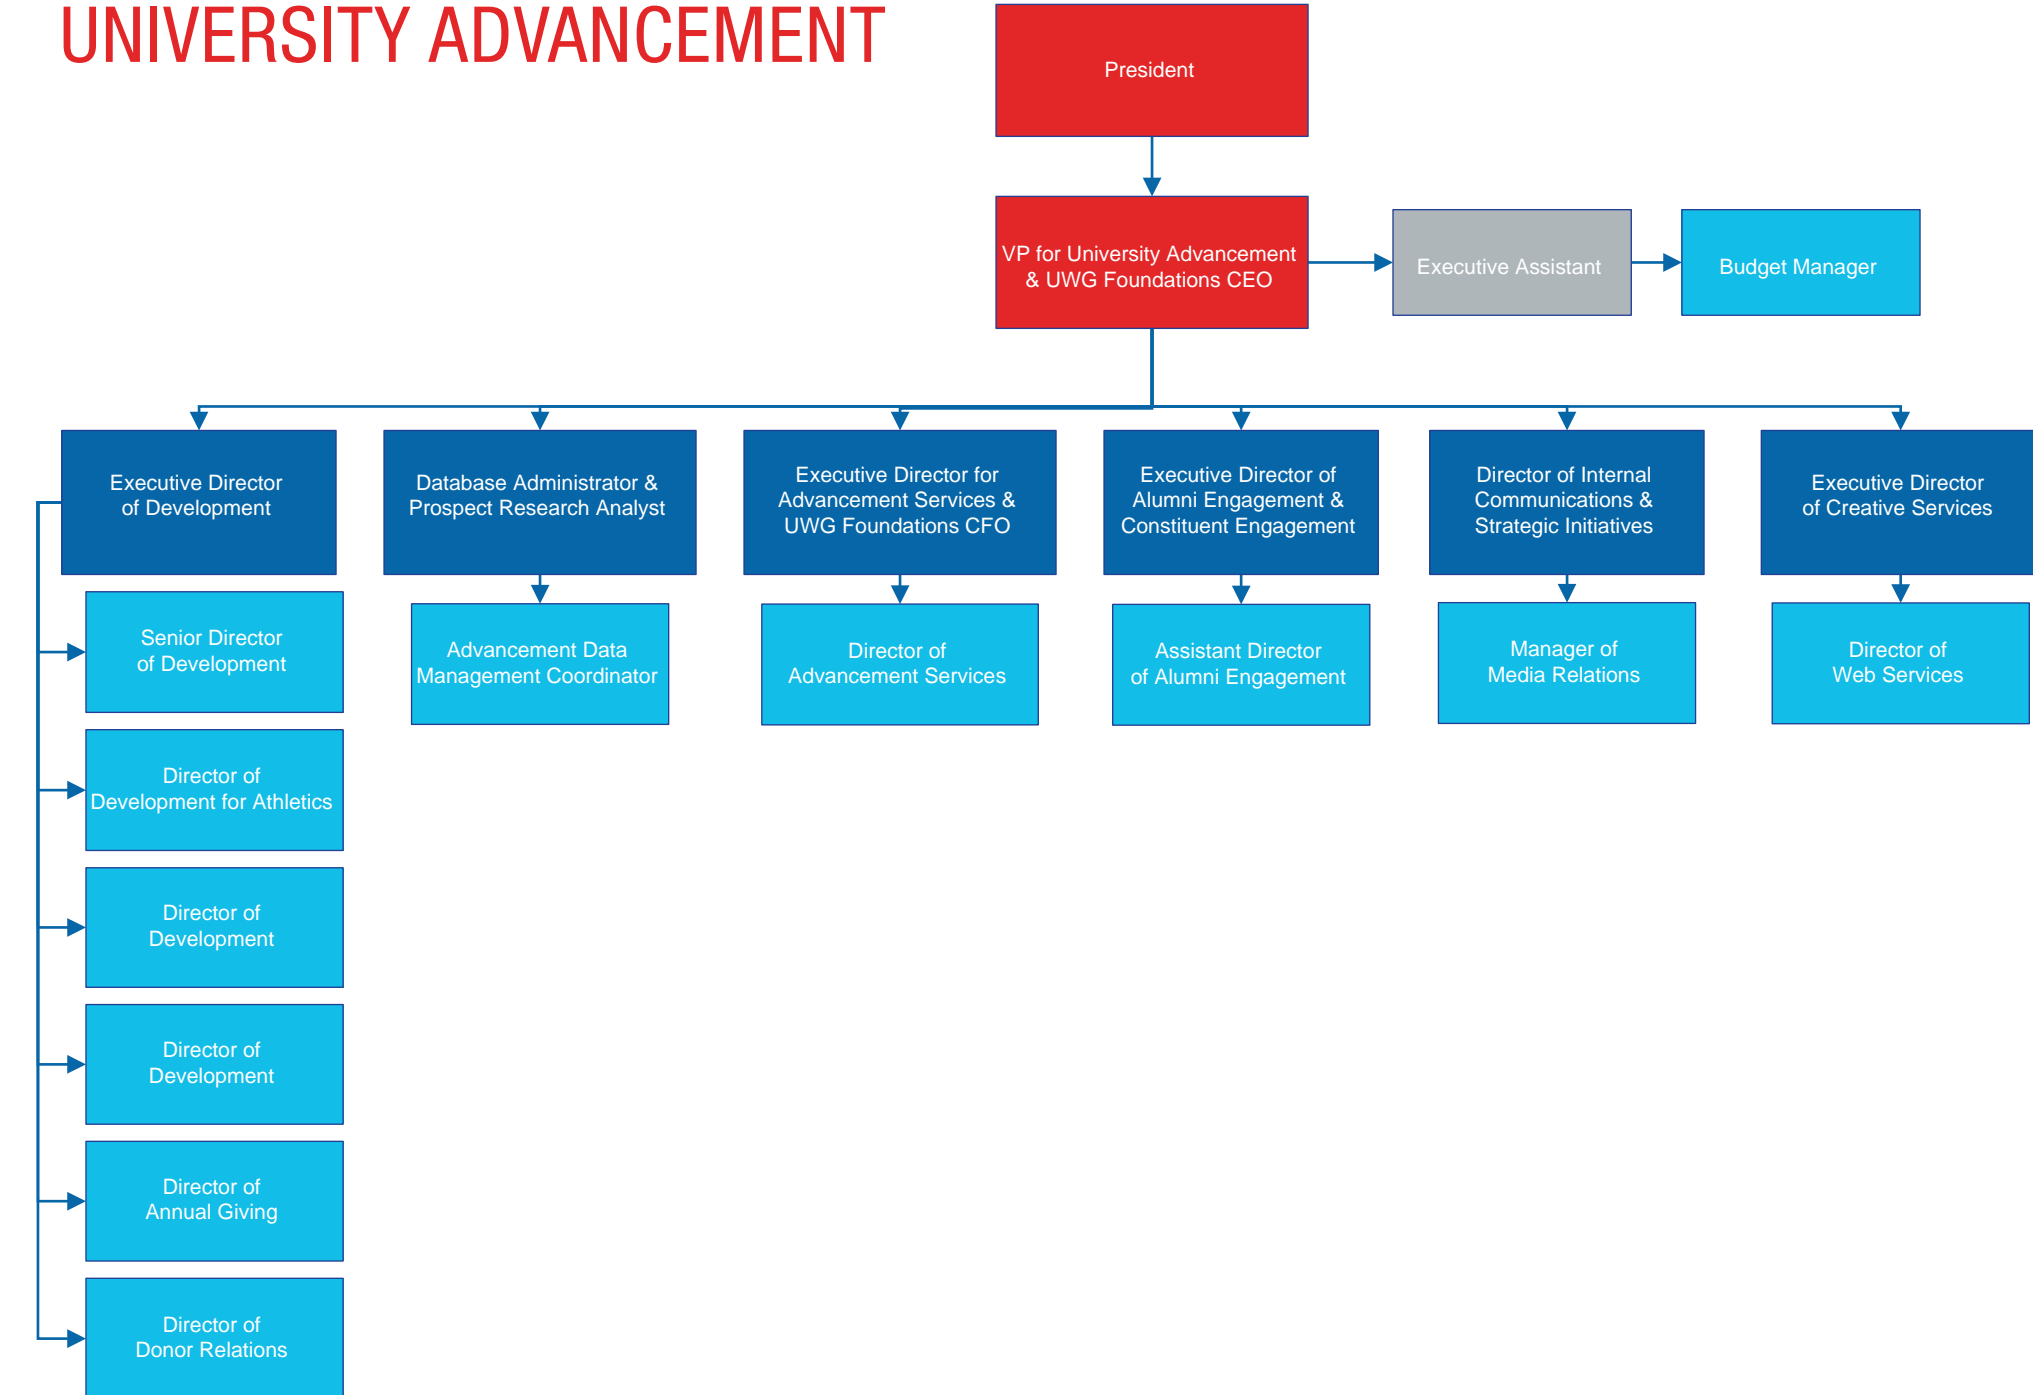 UNIVERSITY ADVANCEMENT
President
VP for University Advancement
& UWG Foundations CEO
Executive Assistant
Budget Manager
Executive Director
of Development
Database Administrator &
Prospect Research Analyst
Executive Director for
Advancement Services &
UWG Foundations CFO
Executive Director of
Alumni Engagement &
Constituent Engagement
Director of Internal
Communications &
Strategic Initiatives
Executive Director
of Creative Services
Senior Director
of Development
Advancement Data
Management Coordinator
Director of
Advancement Services
Assistant Director
of Alumni Engagement
Manager of
Media Relations
Director of
Web Services
Director of
Development for Athletics
Director of
Development
Director of
Development
Director of
Annual Giving
Director of
Donor Relations